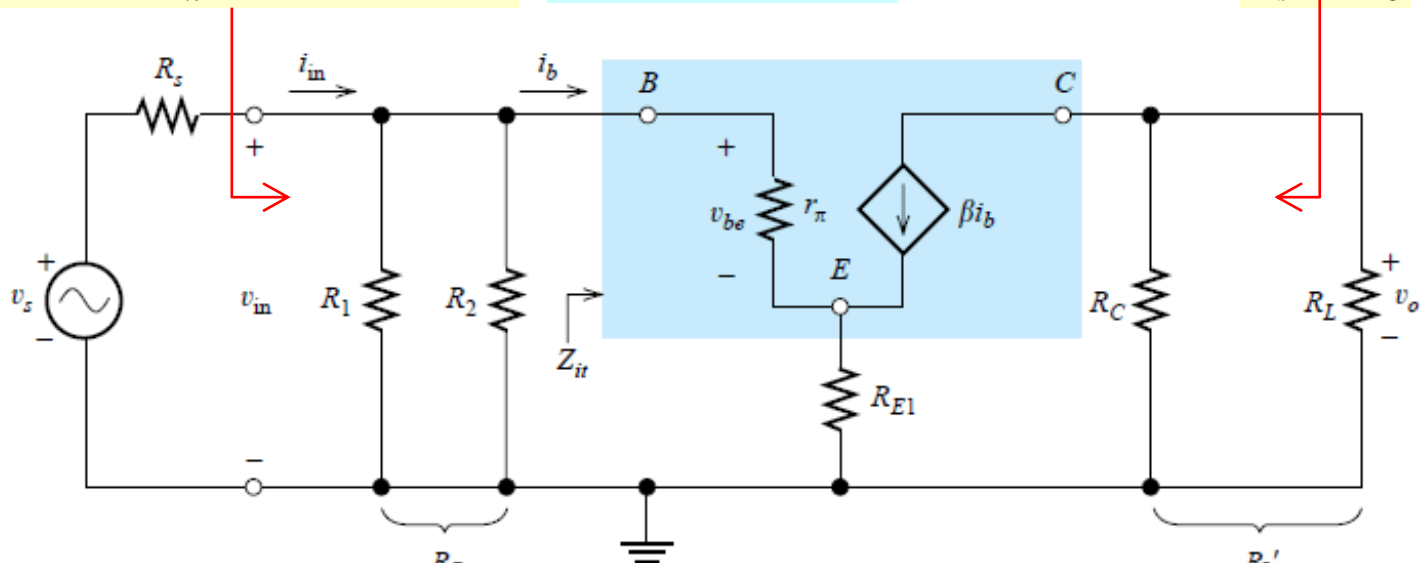 R_s
i_in
i_b
B
C
+
+
v_be
r_π
βi_b
−
E
+
v_s
−
v_in
R_1
R_2
Z_it
R_C
R_L
+
v_o
−
R_E1
−